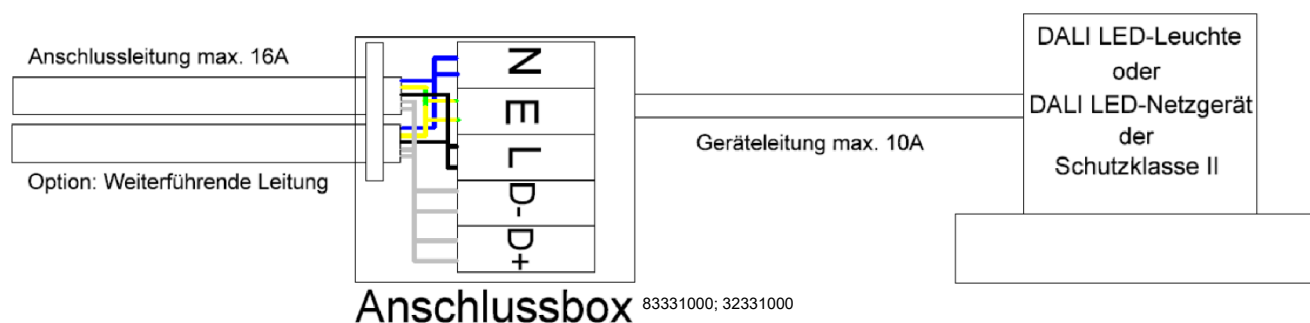 Anschlussleitung max. 16A
Option: Weiterführende Leitung
N
E
L
D-
D+
Anschlussbox 83331000; 32331000
Geräteleitung max. 10A
DALI LED-Leuchte
oder
DALI LED-Netzgerät
der
Schutzklasse II